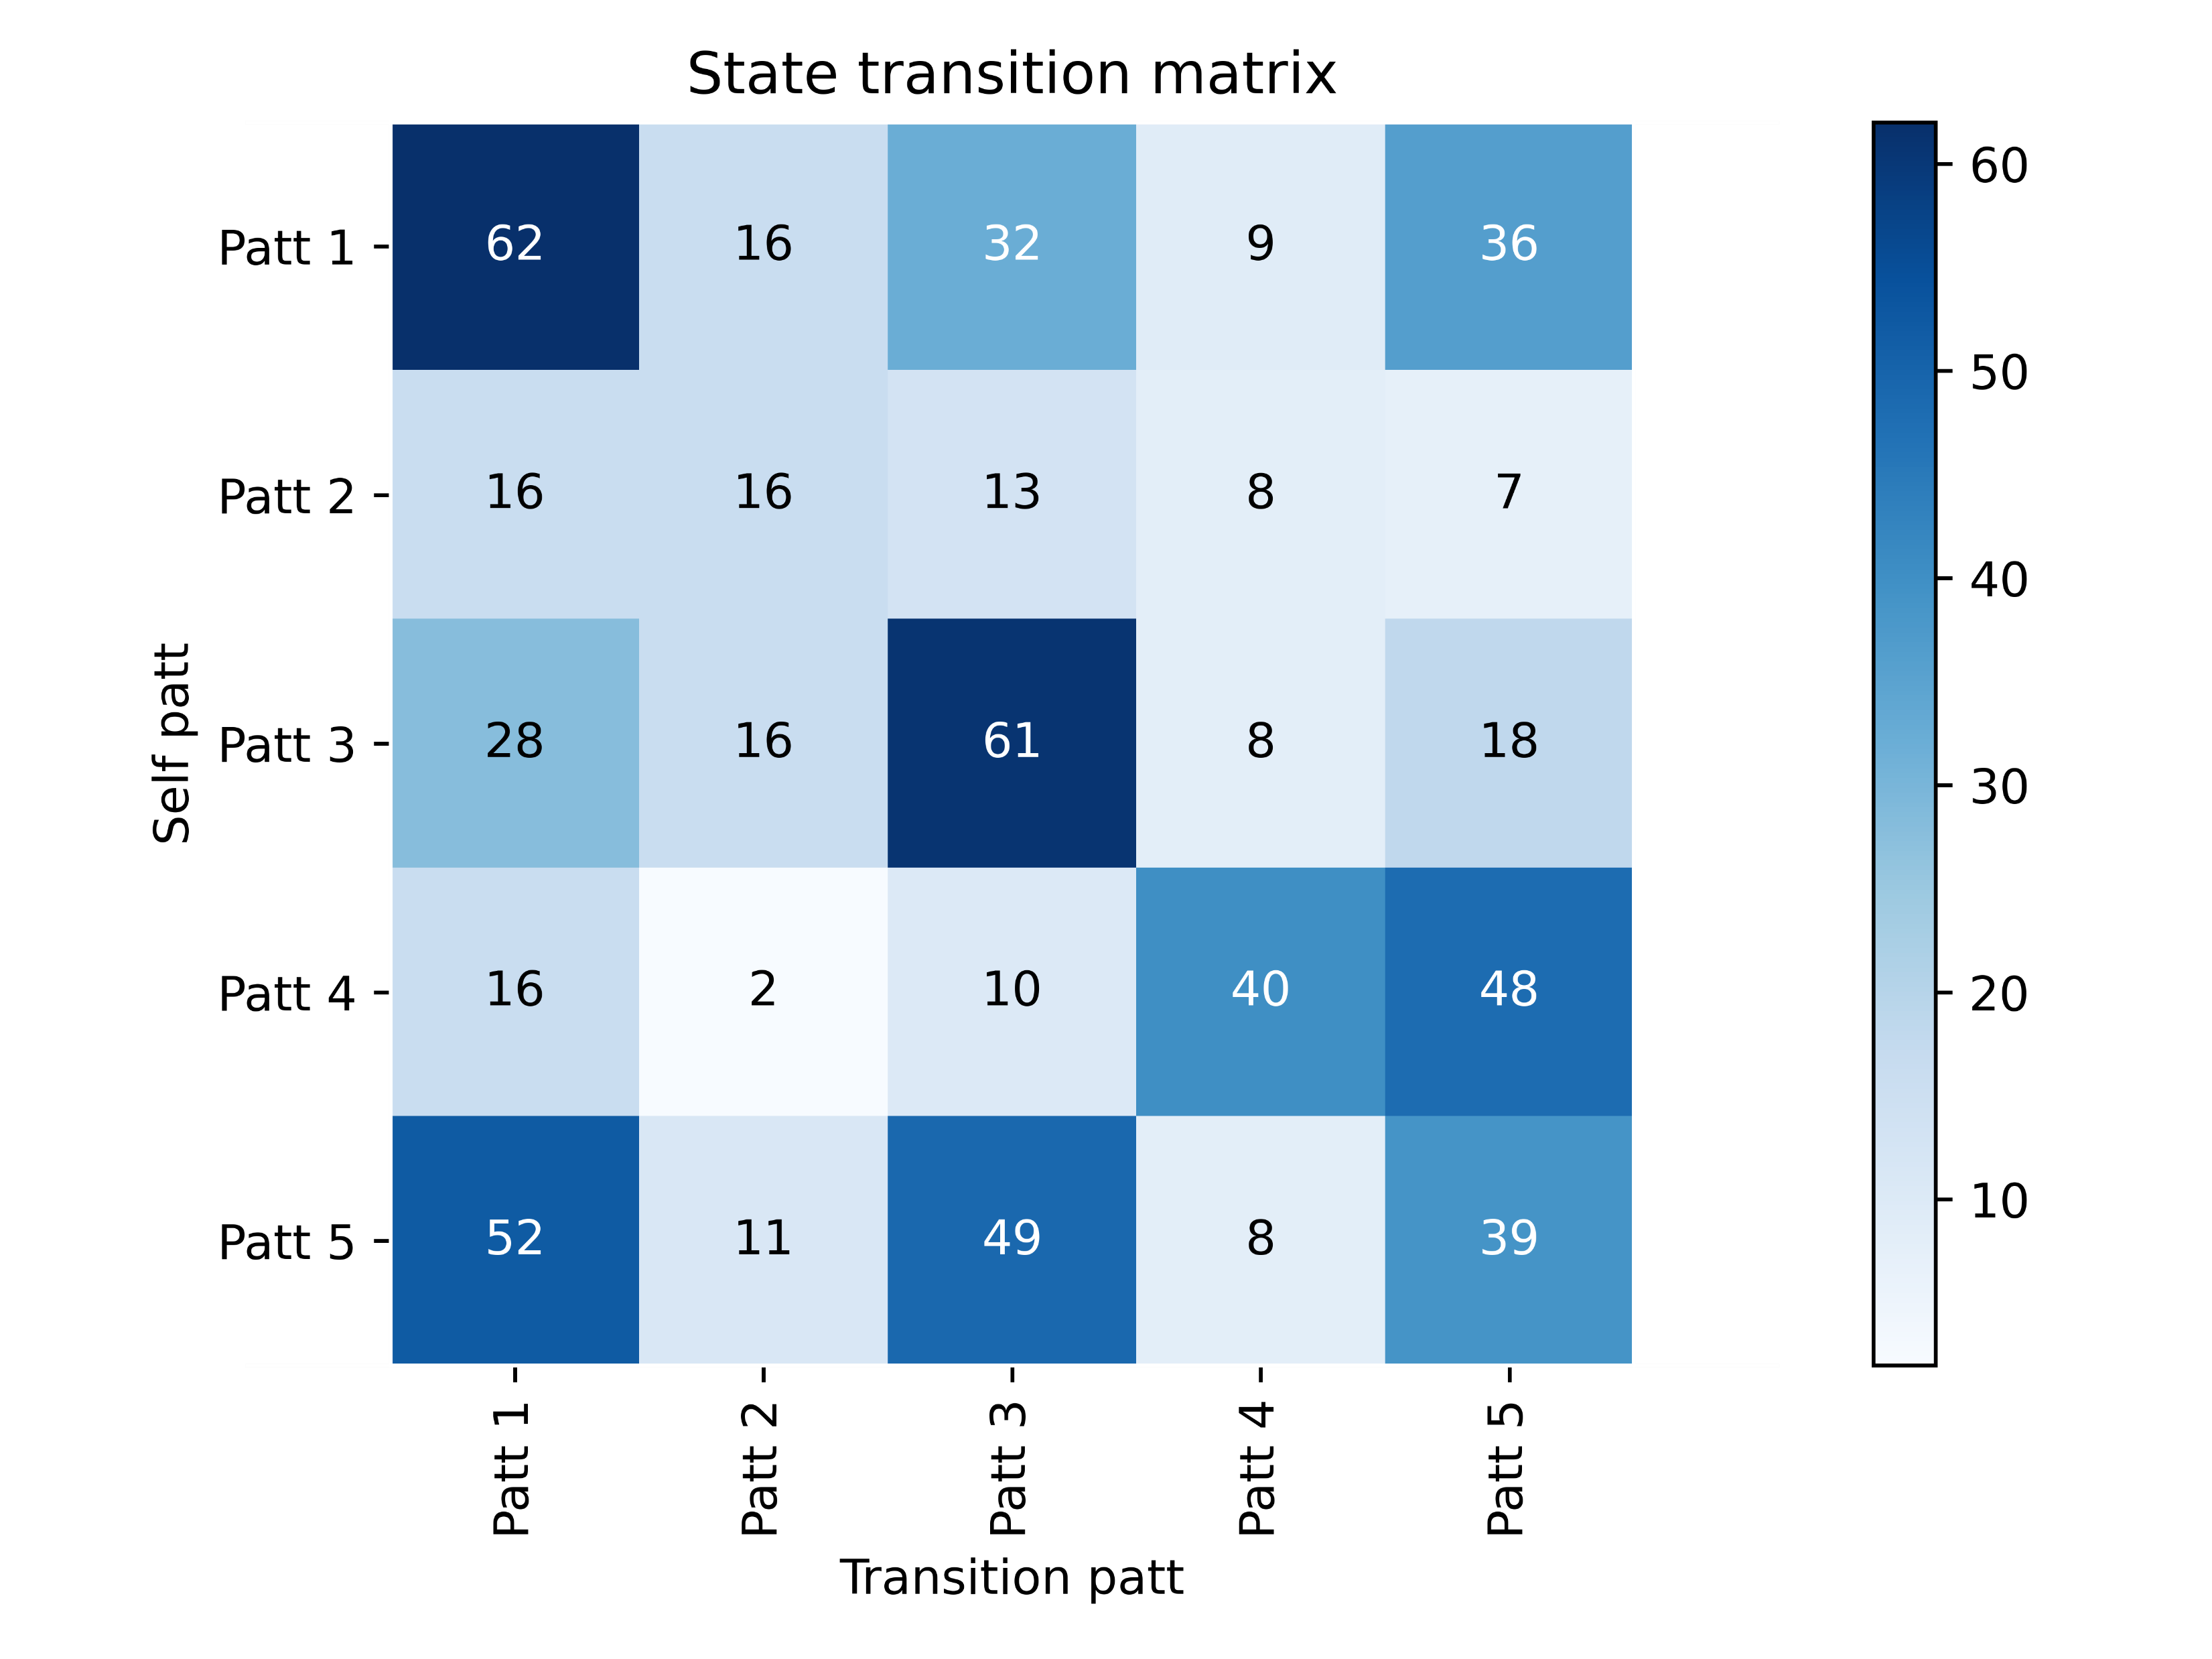 State transition matrix
Patt 1 62 16 32 9 36 60
50
Patt 2 16 16 13 8 7
40
Self patt
Patt 3 28 16 61 8 18 30
Patt 4 16 2 10 40 48 20
10
Patt 5 52 11 49 8 39
Patt 1 Patt 2 Patt 3 Patt 4 Patt 5
Transition patt